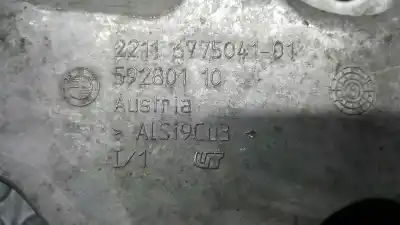 2211 6775041-01
592801 10
Austria
> ALSi9Cu3 <
1/1